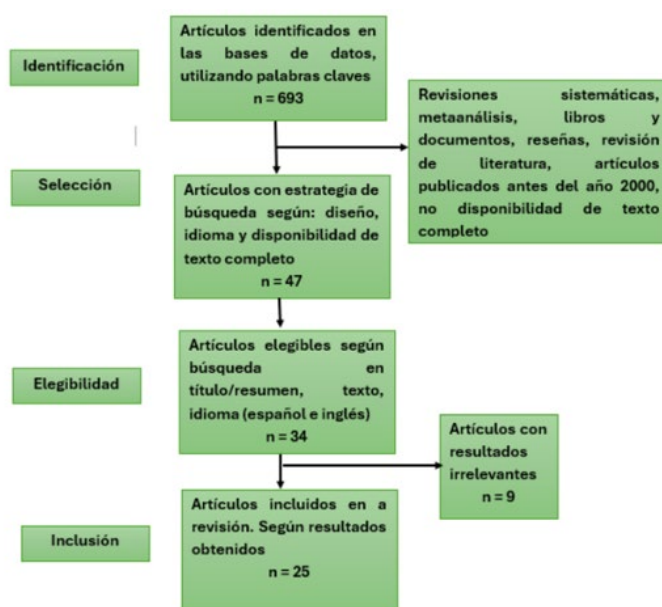 Identificación
Artículos identificados en
las bases de datos,
utilizando palabras claves
n = 693
Revisiones sistemáticas,
metaanálisis, libros y
documentos, reseñas, revisión
de literatura, artículos
publicados antes del año 2000,
no disponibilidad de texto
completo
Selección
Artículos con estrategia de
búsqueda según: diseño,
idioma y disponibilidad de
texto completo
n = 47
Elegibilidad
Artículos elegibles según
búsqueda en
título/resumen, texto,
idioma (español e inglés)
n = 34
Artículos con
resultados
irrelevantes
n = 9
Inclusión
Artículos incluidos en a
revisión. Según resultados
obtenidos
n = 25